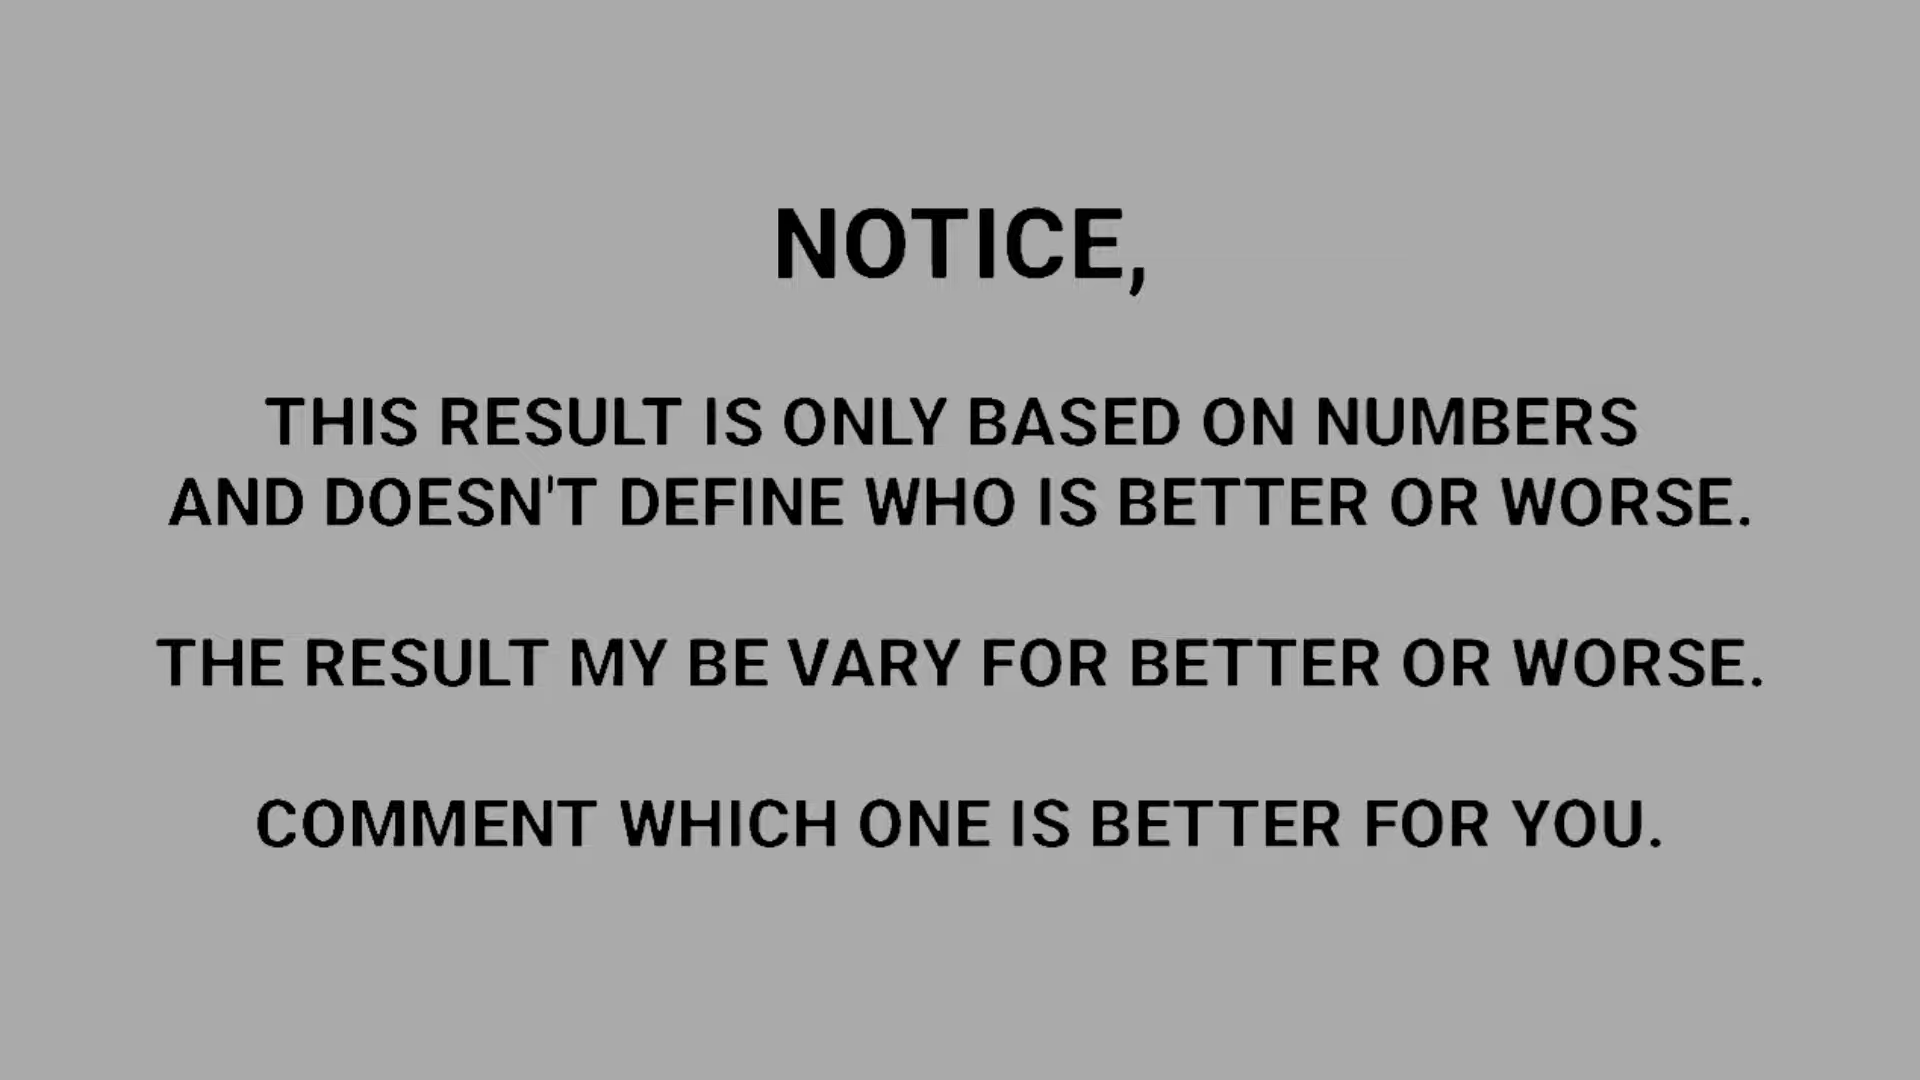 NOTICE,
THIS RESULT IS ONLY BASED ON NUMBERS
AND DOESN'T DEFINE WHO IS BETTER OR WORSE.
THE RESULT MY BE VARY FOR BETTER OR WORSE.
COMMENT WHICH ONE IS BETTER FOR YOU.